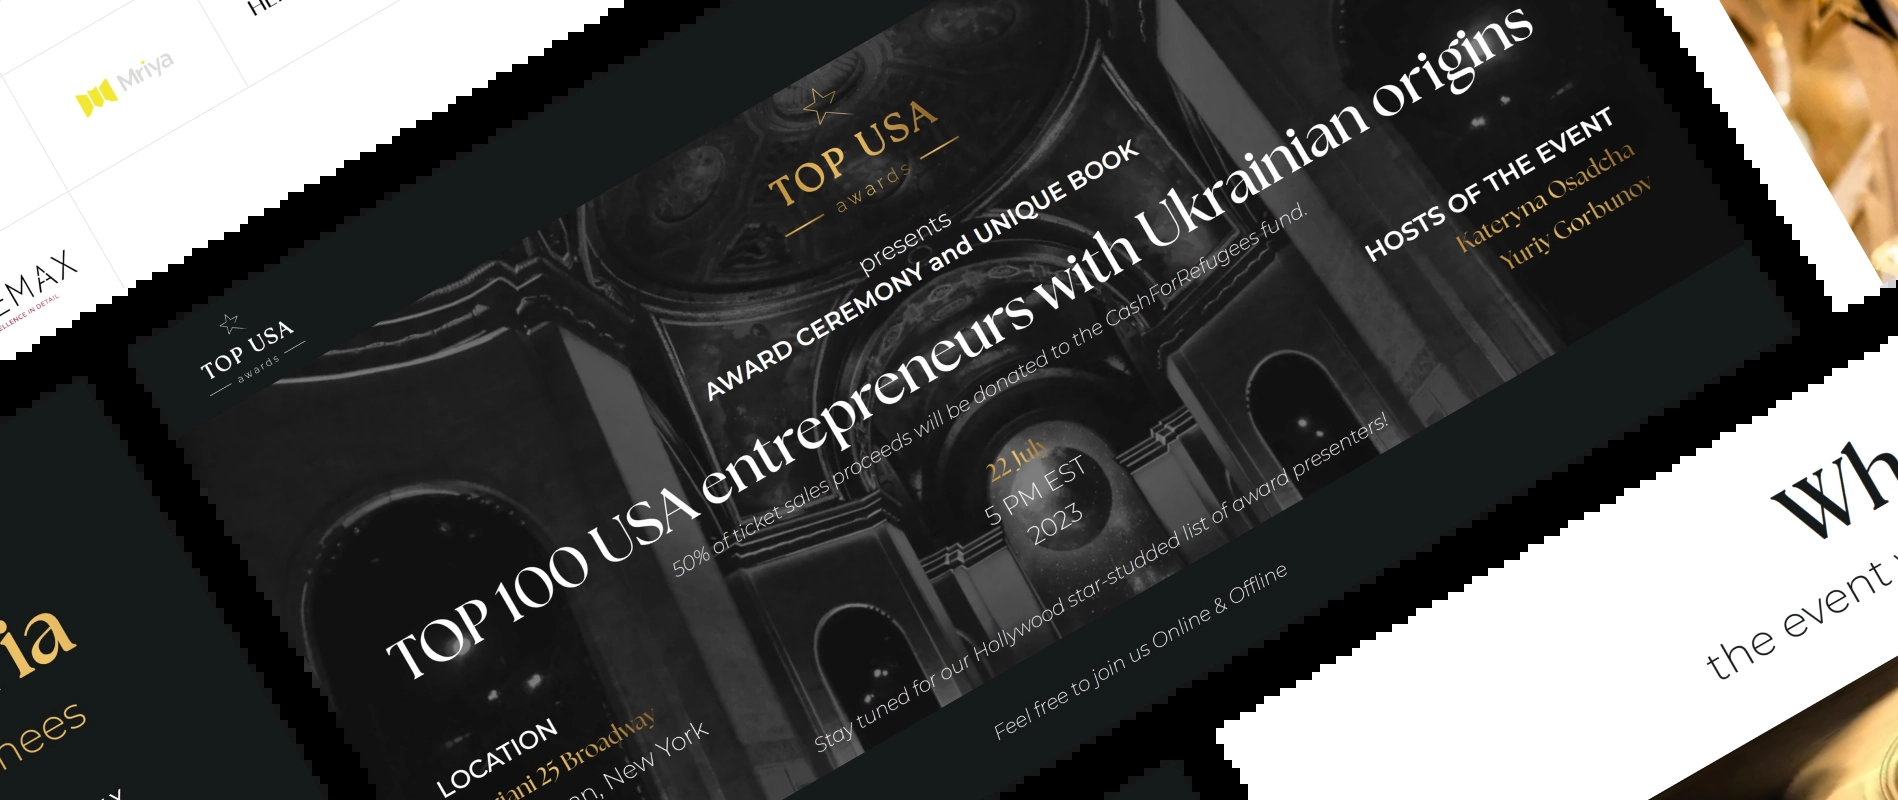 Mriya
TOP USA
awards
TOP USA
awards
presents
AWARD CEREMONY and UNIQUE BOOK
TOP 100 USA entrepreneurs with Ukrainian origins
50% of ticket sales proceeds will be donated to the CashForRefugees fund.
HOSTS OF THE EVENT
Kateryna Osadcha
Yuriy Gorbunov
22 July
5 PM EST
2023
LOCATION
25 Broadway
New York
Stay tuned for our Hollywood star-studded list of award presenters!
Feel free to join us Online & Offline
the event